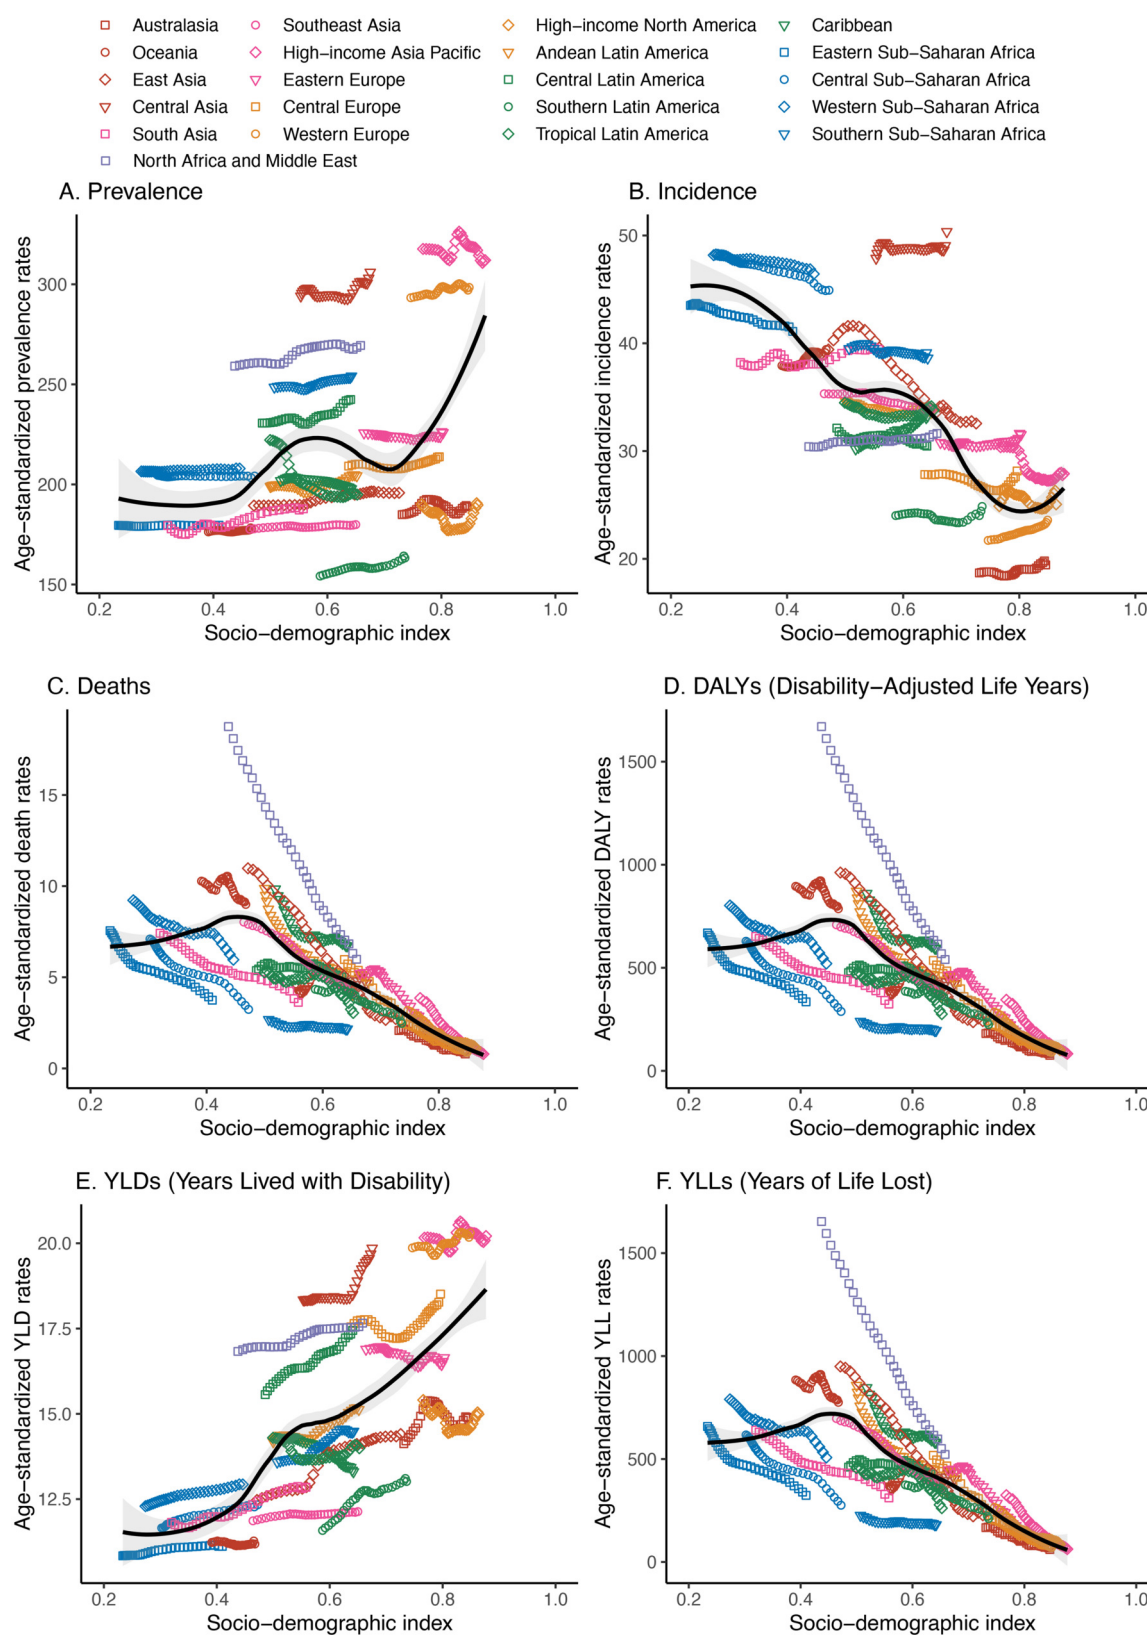 Australasia Southeast Asia High−income North America Caribbean
Oceania High−income Asia Pacific Andean Latin America Eastern Sub−Saharan Africa
East Asia Eastern Europe Central Latin America Central Sub−Saharan Africa
Central Asia Central Europe Southern Latin America Western Sub−Saharan Africa
South Asia Western Europe Tropical Latin America Southern Sub−Saharan Africa
North Africa and Middle East
A. Prevalence
Age−standardized prevalence rates
300
250
200
150
0.2 0.4 0.6 0.8 1.0
Socio−demographic index
B. Incidence
Age−standardized incidence rates
50
40
30
20
0.2 0.4 0.6 0.8 1.0
Socio−demographic index
C. Deaths
Age−standardized death rates
15
10
5
0
0.2 0.4 0.6 0.8 1.0
Socio−demographic index
D. DALYs (Disability−Adjusted Life Years)
Age−standardized DALY rates
1500
1000
500
0
0.2 0.4 0.6 0.8 1.0
Socio−demographic index
E. YLDs (Years Lived with Disability)
Age−standardized YLD rates
20.0
17.5
15.0
12.5
0.2 0.4 0.6 0.8 1.0
Socio−demographic index
F. YLLs (Years of Life Lost)
Age−standardized YLL rates
1500
1000
500
0
0.2 0.4 0.6 0.8 1.0
Socio−demographic index